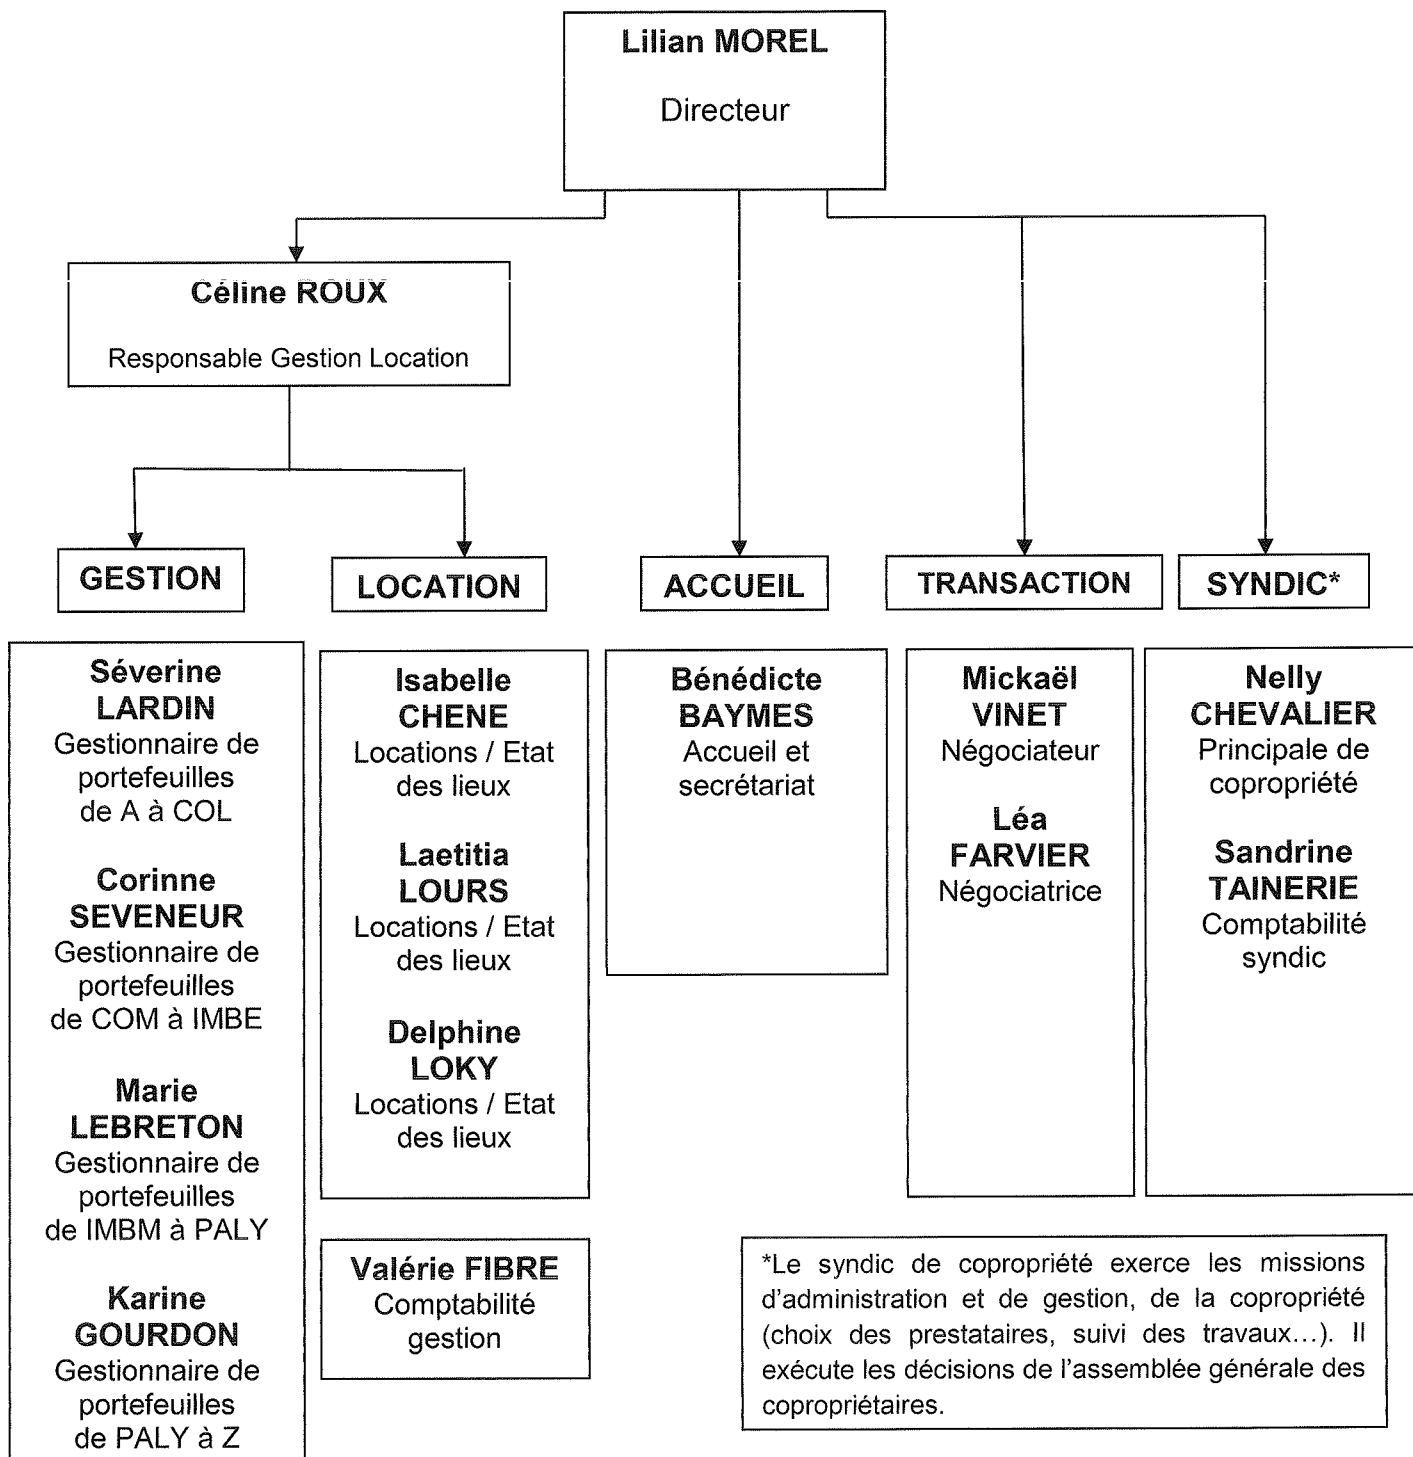 Lilian MOREL
Directeur
Céline ROUX
Responsable Gestion Location
GESTION
LOCATION
ACCUEIL
TRANSACTION
SYNDIC*
Séverine
LARDIN
Gestionnaire de
portefeuilles
de A à COL
Corinne
SEVENEUR
Gestionnaire de
portefeuilles
de COM à IMBE
Marie
LEBRETON
Gestionnaire de
portefeuilles
de IMBM à PALY
Karine
GOURDON
Gestionnaire de
portefeuilles
de PALY à Z
Isabelle
CHENE
Locations / Etat
des lieux
Laetitia
LOURS
Locations / Etat
des lieux
Delphine
LOKY
Locations / Etat
des lieux
Valérie FIBRE
Comptabilité
gestion
Bénédicte
BAYMES
Accueil et
secrétariat
Mickaël
VINET
Négociateur
Léa
FARVIER
Négociatrice
Nelly
CHEVALIER
Principale de
copropriété
Sandrine
TAINERIE
Comptabilité
syndic
*Le syndic de copropriété exerce les missions
d'administration et de gestion, de la copropriété
(choix des prestataires, suivi des travaux…). Il
exécute les décisions de l'assemblée générale des
copropriétaires.